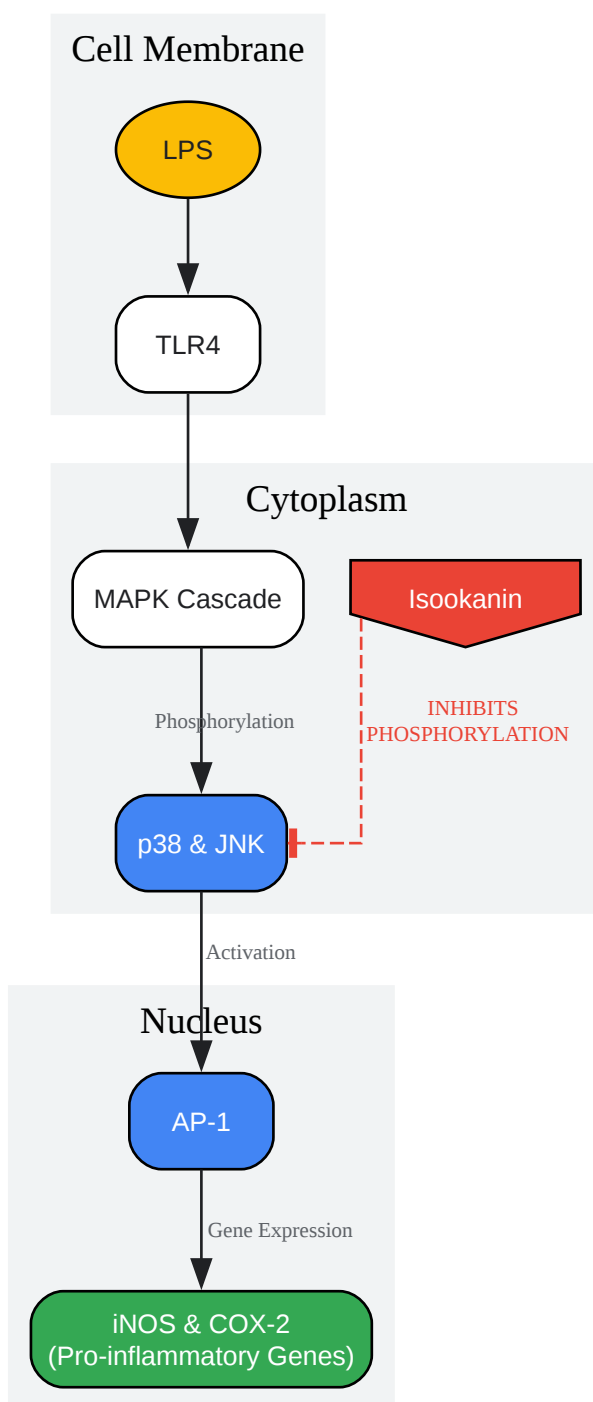 Cell Membrane
LPS
TLR4
Cytoplasm
MAPK Cascade
Isookanin
INHIBITS
PHOSPHORYLATION
Phosphorylation
p38 & JNK
Activation
Nucleus
AP-1
Gene Expression
iNOS & COX-2
(Pro-inflammatory Genes)